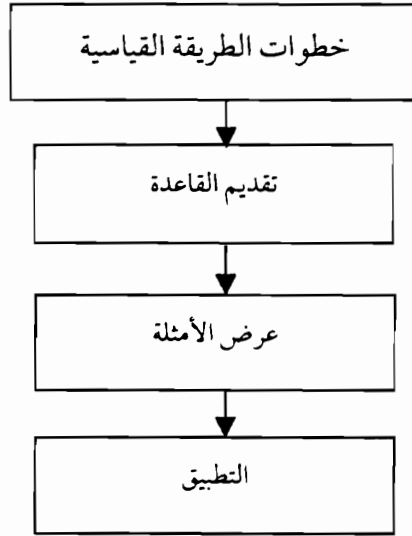 خطوات الطريقة القياسية
تقديم القاعدة
عرض الأمثلة
التطبيق